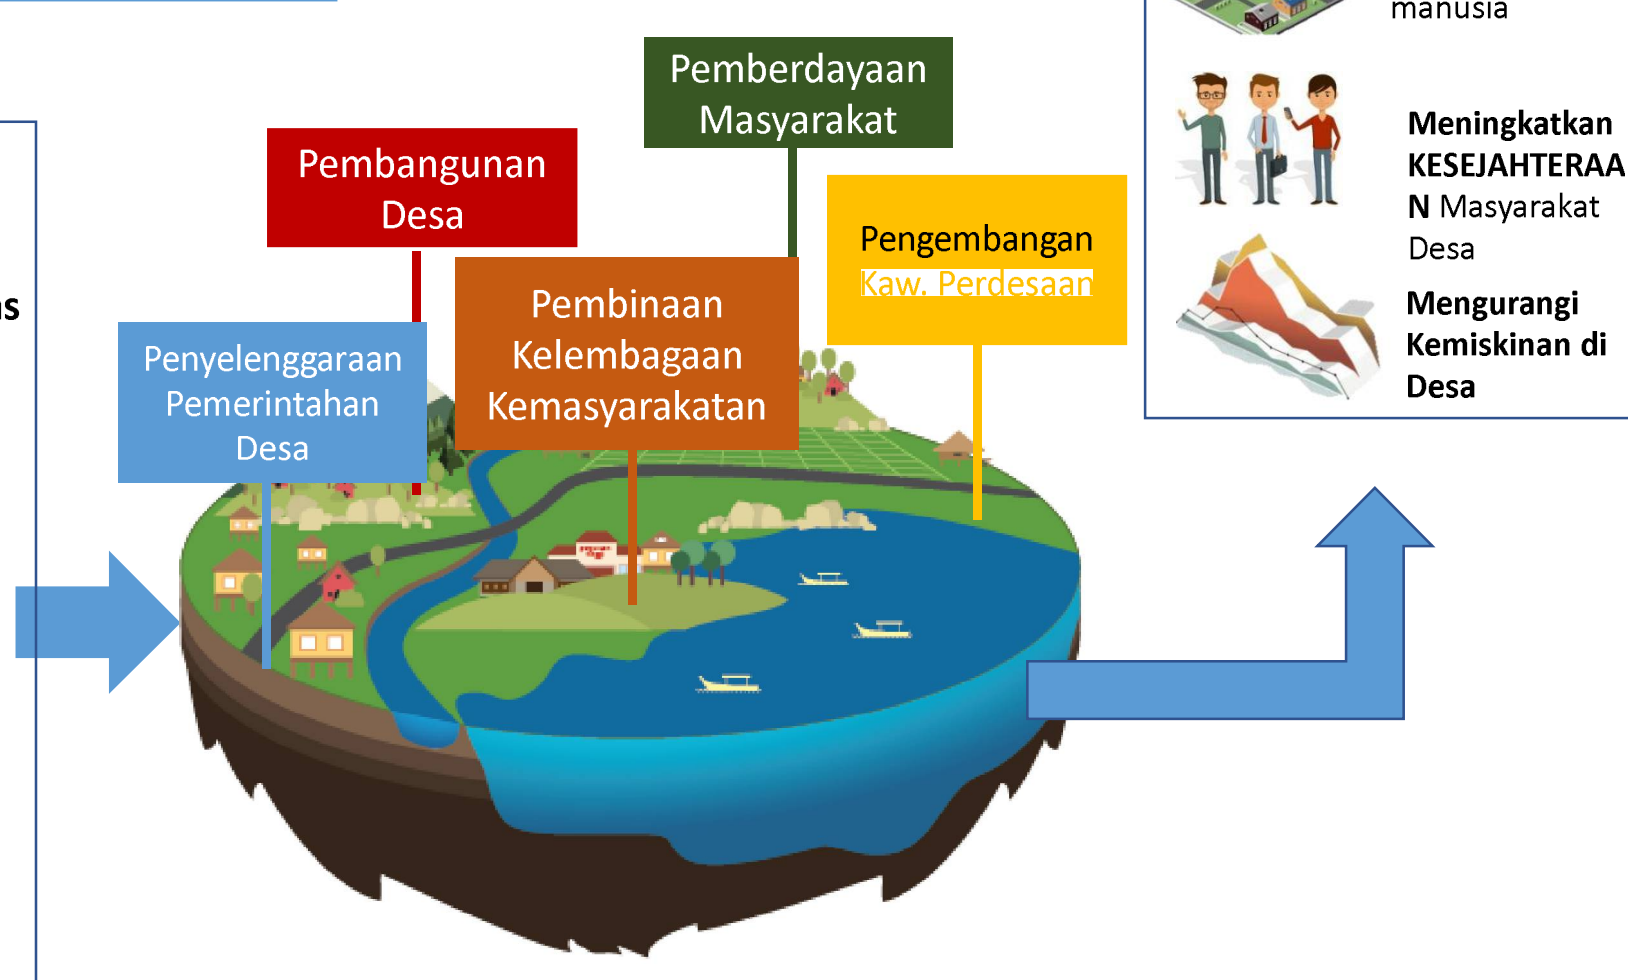 manusia
Pemberdayaan
Masyarakat
Pembangunan
Desa
Meningkatkan
KESEJAHTERAA
N Masyarakat
Desa
Pengembangan
Kaw. Perdesaan
Pembinaan
Kelembagaan
Kemasyarakatan
Mengurangi
Kemiskinan di
Desa
Penyelenggaraan
Pemerintahan
Desa